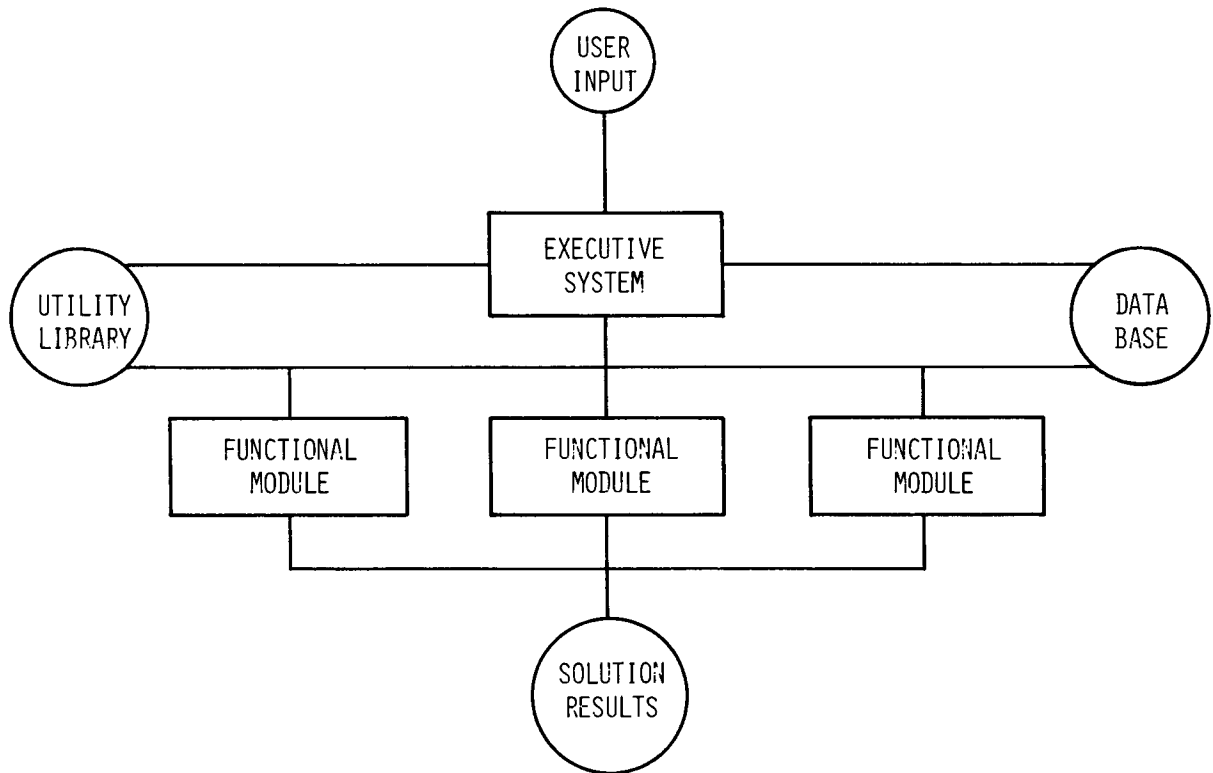 USER
INPUT
EXECUTIVE
SYSTEM
UTILITY
LIBRARY
DATA
BASE
FUNCTIONAL
MODULE
FUNCTIONAL
MODULE
FUNCTIONAL
MODULE
SOLUTION
RESULTS